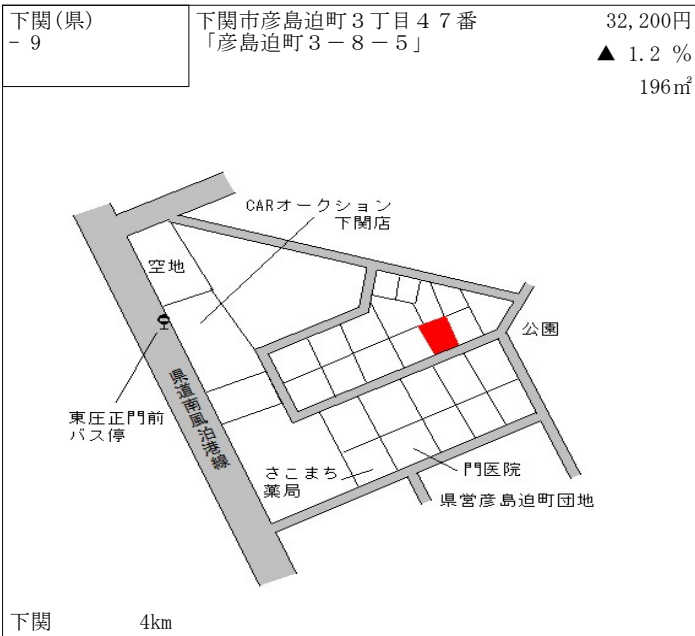 下関(県)
- 9
下関市彦島迫町３丁目４７番
「彦島迫町３－８－５」
32,200円
▲ 1.2 %
196㎡
CARオークション
下関店
空地
公園
県道南風泊港線
東圧正門前
バス停
さこまち
薬局
門医院
県営彦島迫町団地
下関 4km